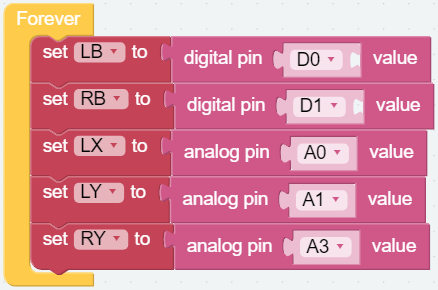 Forever
set LB to digital pin D0 value
set RB to digital pin D1 value
set LX to analog pin A0 value
set LY to analog pin A1 value
set RY to analog pin A3 value